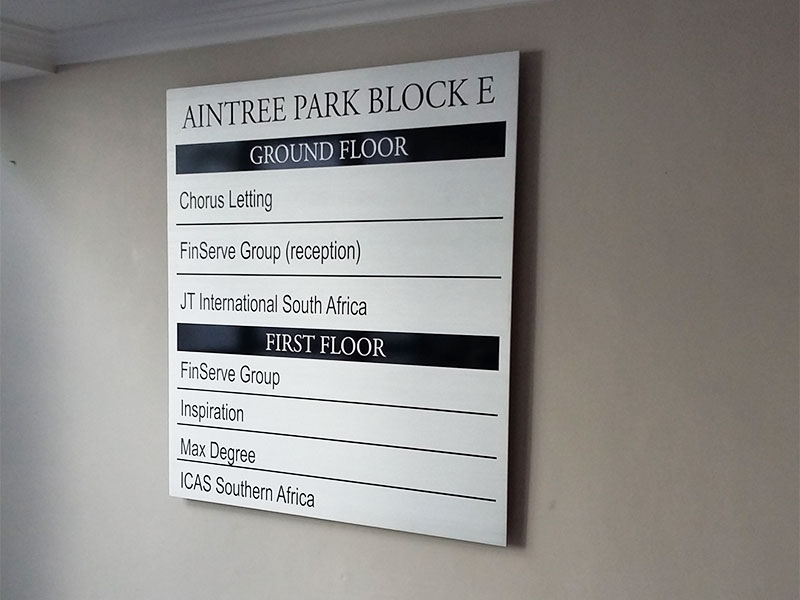 AINTREE PARK BLOCK E
GROUND FLOOR
Chorus Letting
FinServe Group (reception)
JT International South Africa
FIRST FLOOR
FinServe Group
Inspiration
Max Degree
ICAS Southern Africa